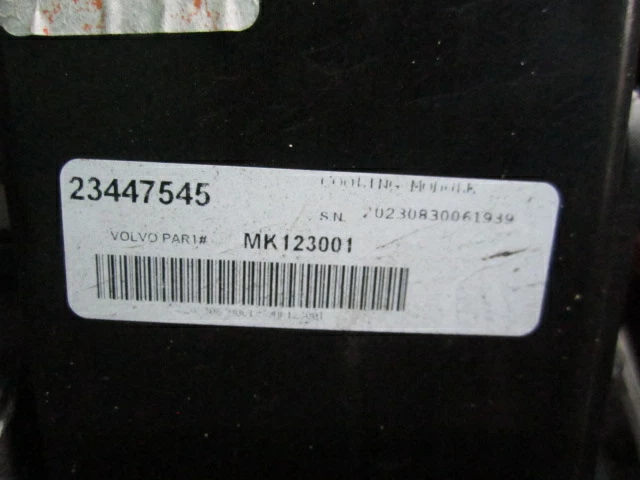 23447545 COOLING MODULE
S.N. 20230830061939
VOLVO PART# MK123001